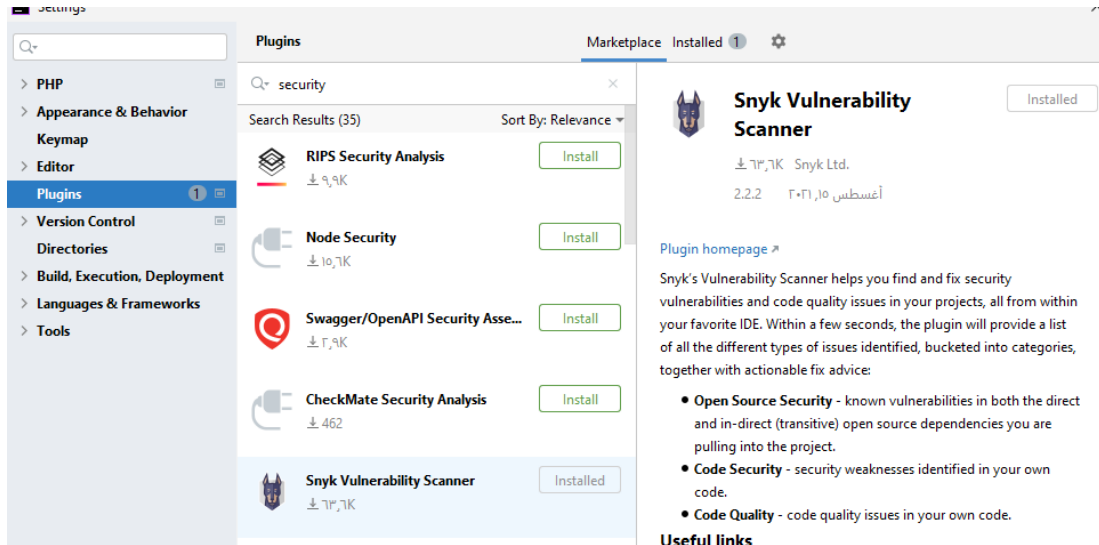 Settings
Plugins
Marketplace Installed 1
PHP
Appearance & Behavior
Keymap
Editor
Plugins 1
Version Control
Directories
Build, Execution, Deployment
Languages & Frameworks
Tools
security
Search Results (35) Sort By: Relevance
RIPS Security Analysis Install
٩,٩K
Node Security Install
١٥,٦K
Swagger/OpenAPI Security Asse... Install
٢,٩K
CheckMate Security Analysis Install
462
Snyk Vulnerability Scanner Installed
٦٣,٦K
Snyk Vulnerability
Scanner
Installed
٦٣,٦K Snyk Ltd.
2.2.2 أغسطس ١٥, ٢٠٢١
Plugin homepage
Snyk's Vulnerability Scanner helps you find and fix security
vulnerabilities and code quality issues in your projects, all from within
your favorite IDE. Within a few seconds, the plugin will provide a list
of all the different types of issues identified, bucketed into categories,
together with actionable fix advice:
• Open Source Security - known vulnerabilities in both the direct
and in-direct (transitive) open source dependencies you are
pulling into the project.
• Code Security - security weaknesses identified in your own
code.
• Code Quality - code quality issues in your own code.
Useful links